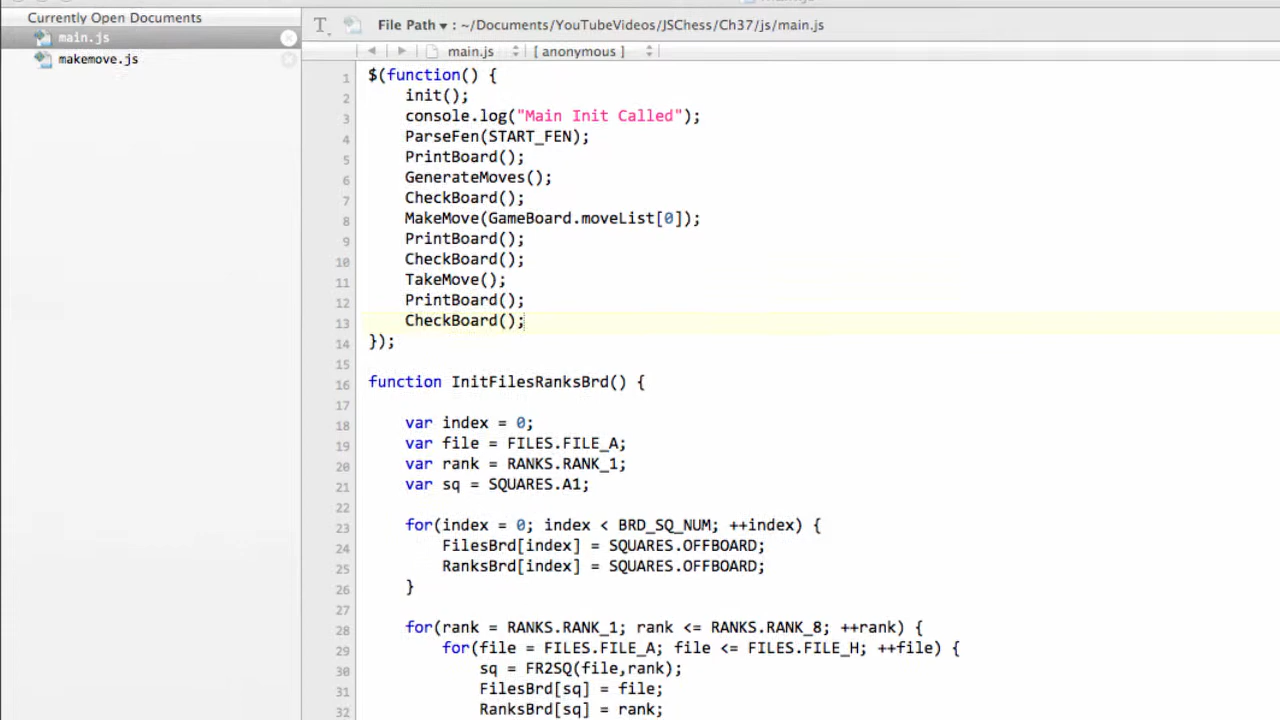 Currently Open Documents
main.js
makemove.js
File Path ▾ : ~/Documents/YouTubeVideos/JSChess/Ch37/js/main.js
main.js [ anonymous ]
1 $(function() {
2 init();
3 console.log("Main Init Called");
4 ParseFen(START_FEN);
5 PrintBoard();
6 GenerateMoves();
7 CheckBoard();
8 MakeMove(GameBoard.moveList[0]);
9 PrintBoard();
10 CheckBoard();
11 TakeMove();
12 PrintBoard();
13 CheckBoard();
14 });
15
16 function InitFilesRanksBrd() {
17
18 var index = 0;
19 var file = FILES.FILE_A;
20 var rank = RANKS.RANK_1;
21 var sq = SQUARES.A1;
22
23 for(index = 0; index < BRD_SQ_NUM; ++index) {
24 FilesBrd[index] = SQUARES.OFFBOARD;
25 RanksBrd[index] = SQUARES.OFFBOARD;
26 }
27
28 for(rank = RANKS.RANK_1; rank <= RANKS.RANK_8; ++rank) {
29 for(file = FILES.FILE_A; file <= FILES.FILE_H; ++file) {
30 sq = FR2SQ(file,rank);
31 FilesBrd[sq] = file;
32 RanksBrd[sq] = rank;